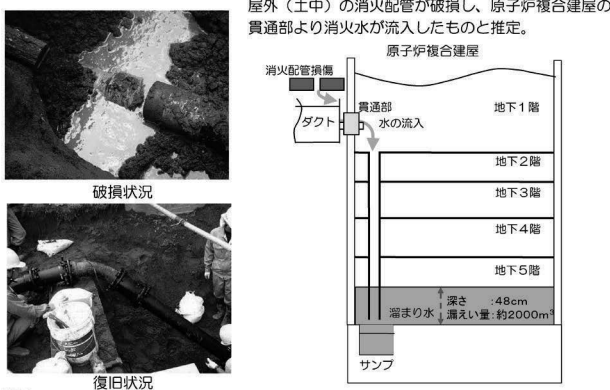 屋外（土中）の消火配管が破損し、原子炉複合建屋の
貫通部より消火水が流入したものと推定。
原子炉複合建屋
消火配管損傷
貫通部
ダクト
水の流入
地下1階
地下2階
地下3階
地下4階
地下5階
溜まり水
深さ　:48cm
漏えい量:約2000m³
サンプ
破損状況
復旧状況